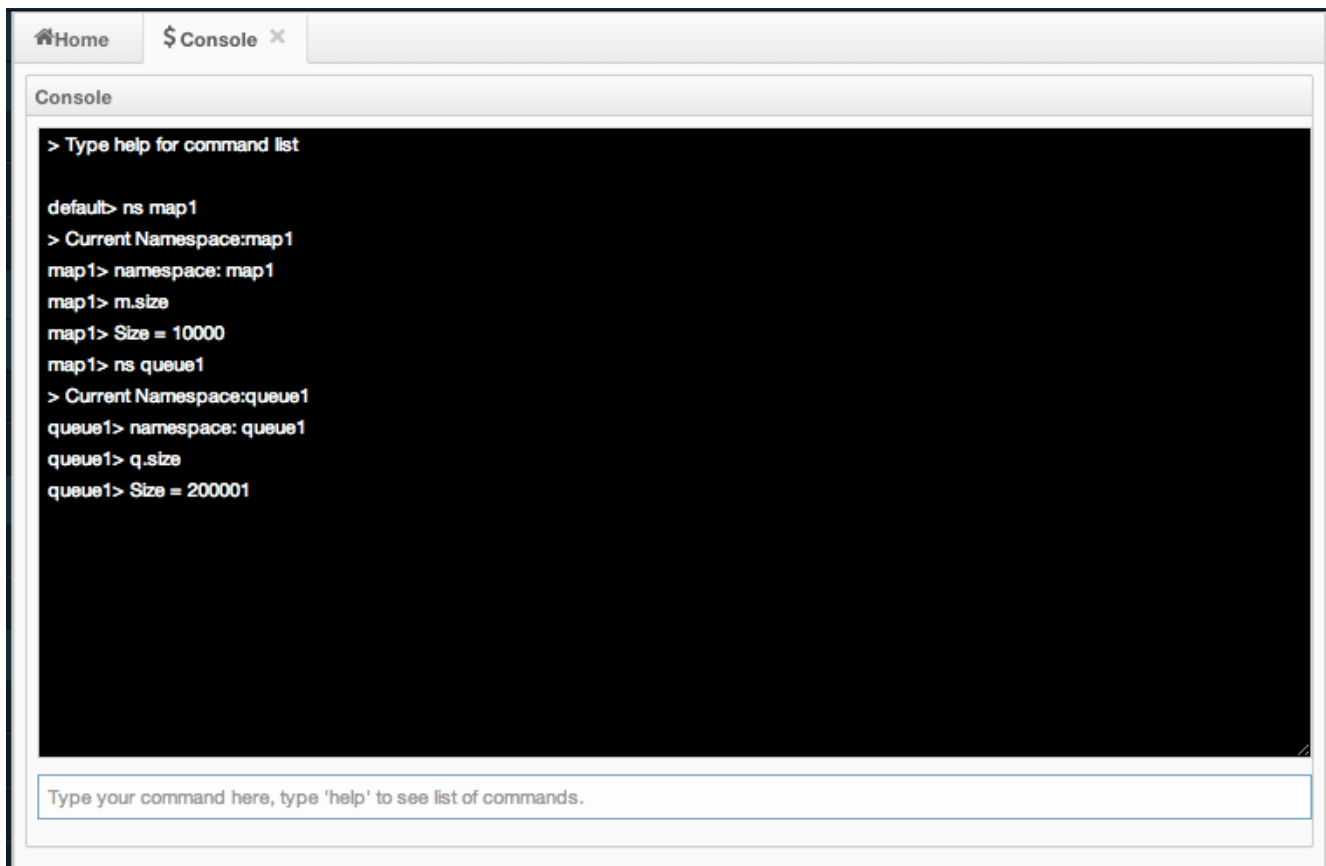 Home
$ Console ×
Console
> Type help for command list
default> ns map1
> Current Namespace:map1
map1> namespace: map1
map1> m.size
map1> Size = 10000
map1> ns queue1
> Current Namespace:queue1
queue1> namespace: queue1
queue1> q.size
queue1> Size = 200001
Type your command here, type 'help' to see list of commands.